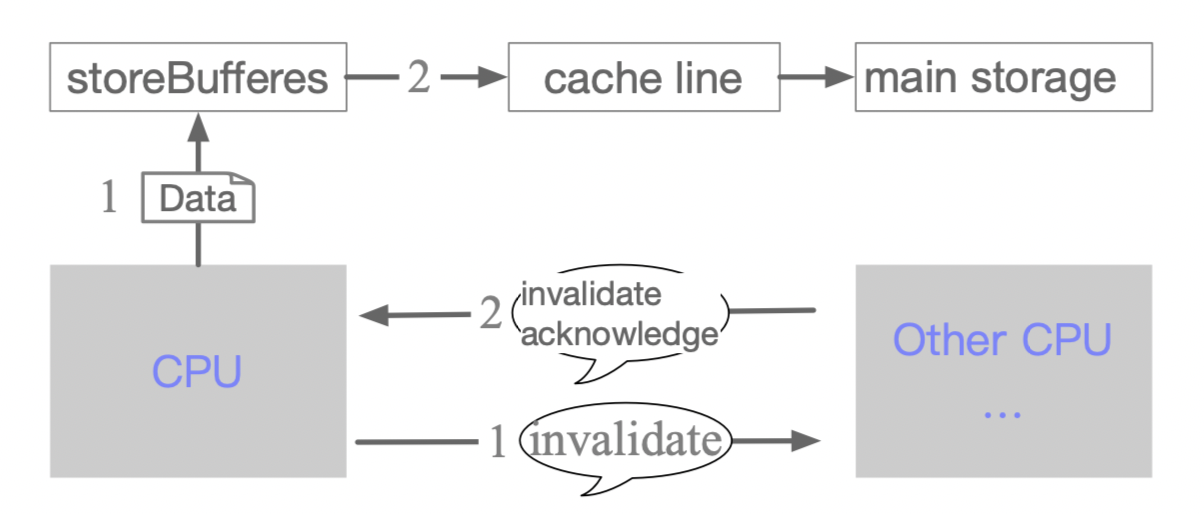 storeBufferes
2
cache line
main storage
1
Data
2
invalidate
acknowledge
CPU
Other CPU
...
1
invalidate